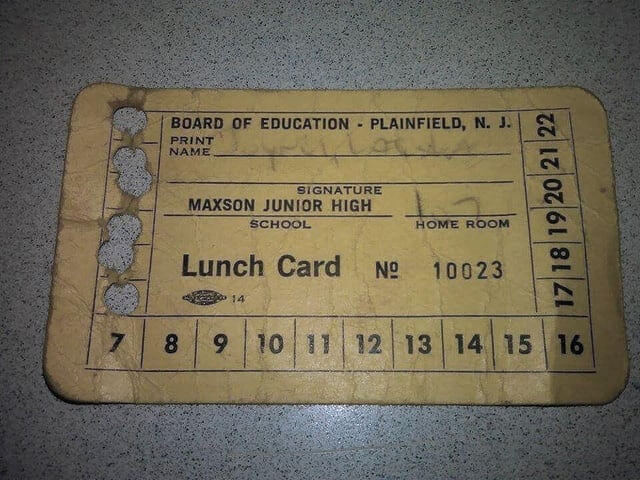 BOARD OF EDUCATION - PLAINFIELD, N. J.
PRINT
NAME
SIGNATURE
MAXSON JUNIOR HIGH
SCHOOL
HOME ROOM
Lunch Card Nº 10023
14
7 8 9 10 11 12 13 14 15 16
17 18 19 20 21 22